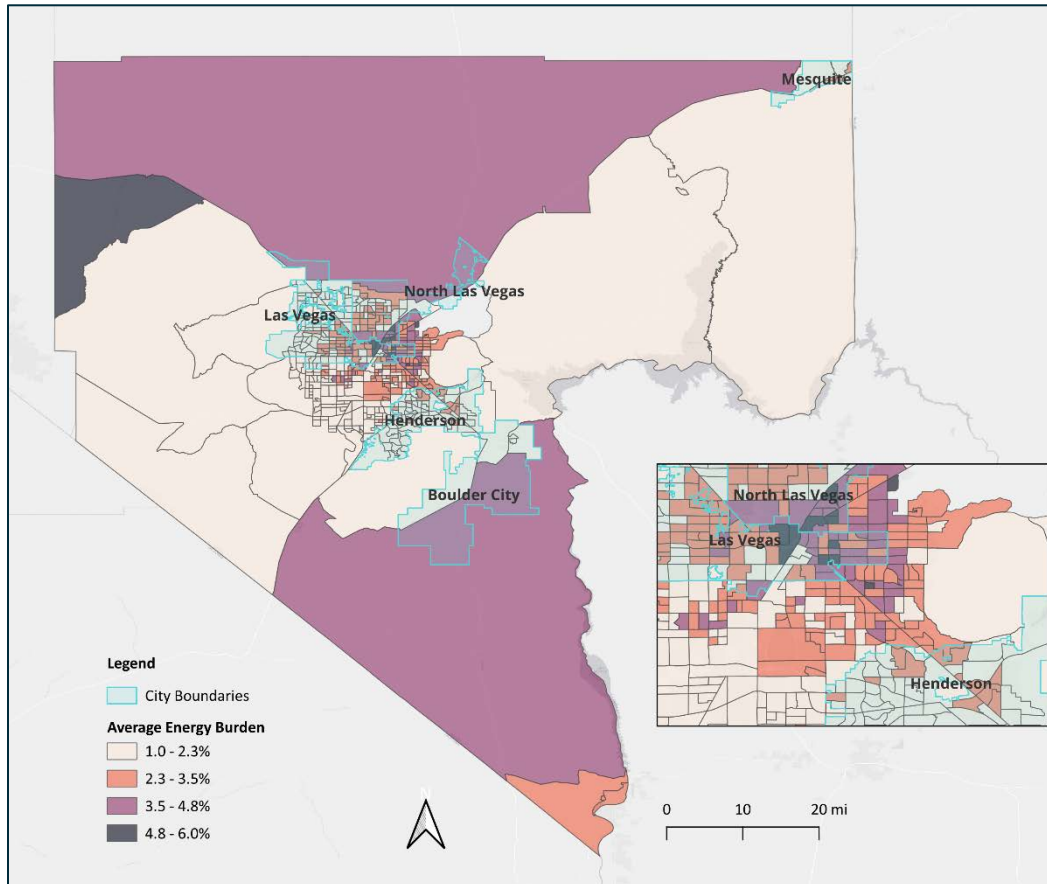 Mesquite
North Las Vegas
Las Vegas
Henderson
Boulder City
North Las Vegas
Las Vegas
Henderson
Legend
City Boundaries
Average Energy Burden
1.0 - 2.3%
2.3 - 3.5%
3.5 - 4.8%
4.8 - 6.0%
N
0 10 20 mi